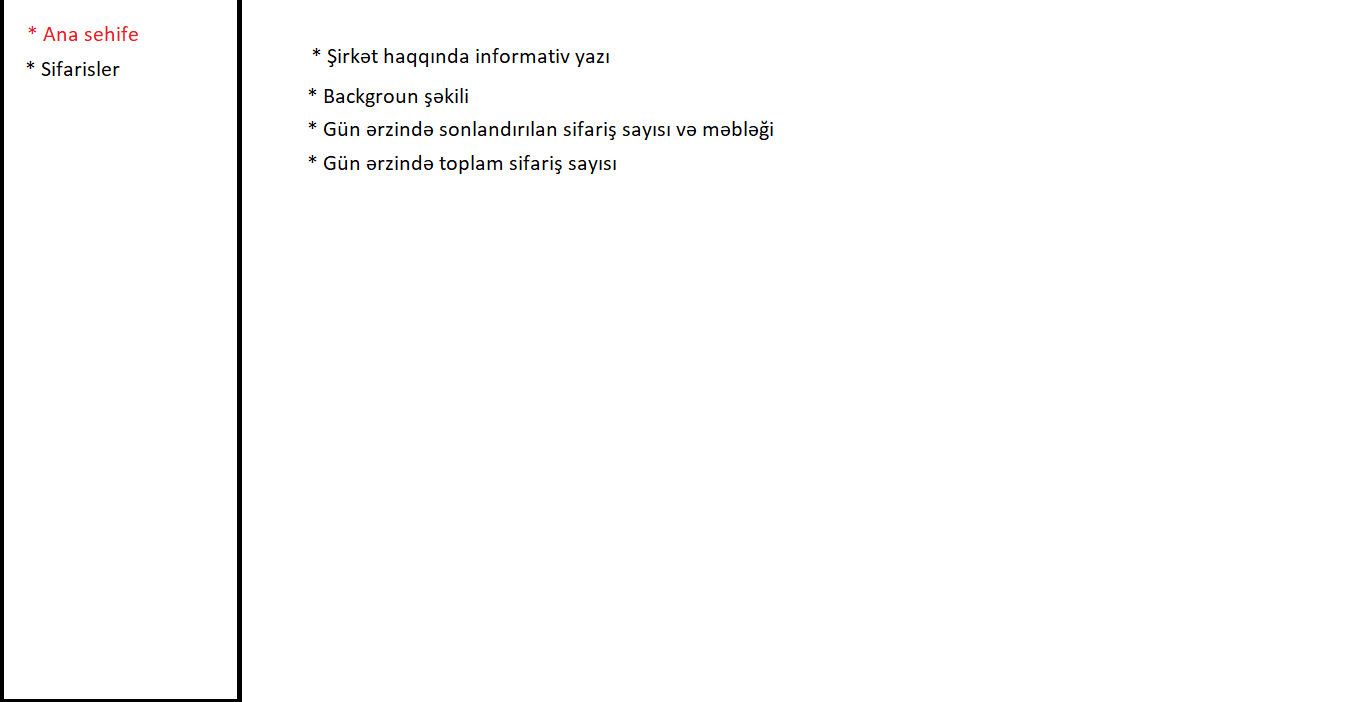 * Ana sehife
* Sifarisler
* Şirkət haqqında informativ yazı
* Backgroun şəkili
* Gün ərzində sonlandırılan sifariş sayısı və məbləği
* Gün ərzində toplam sifariş sayısı